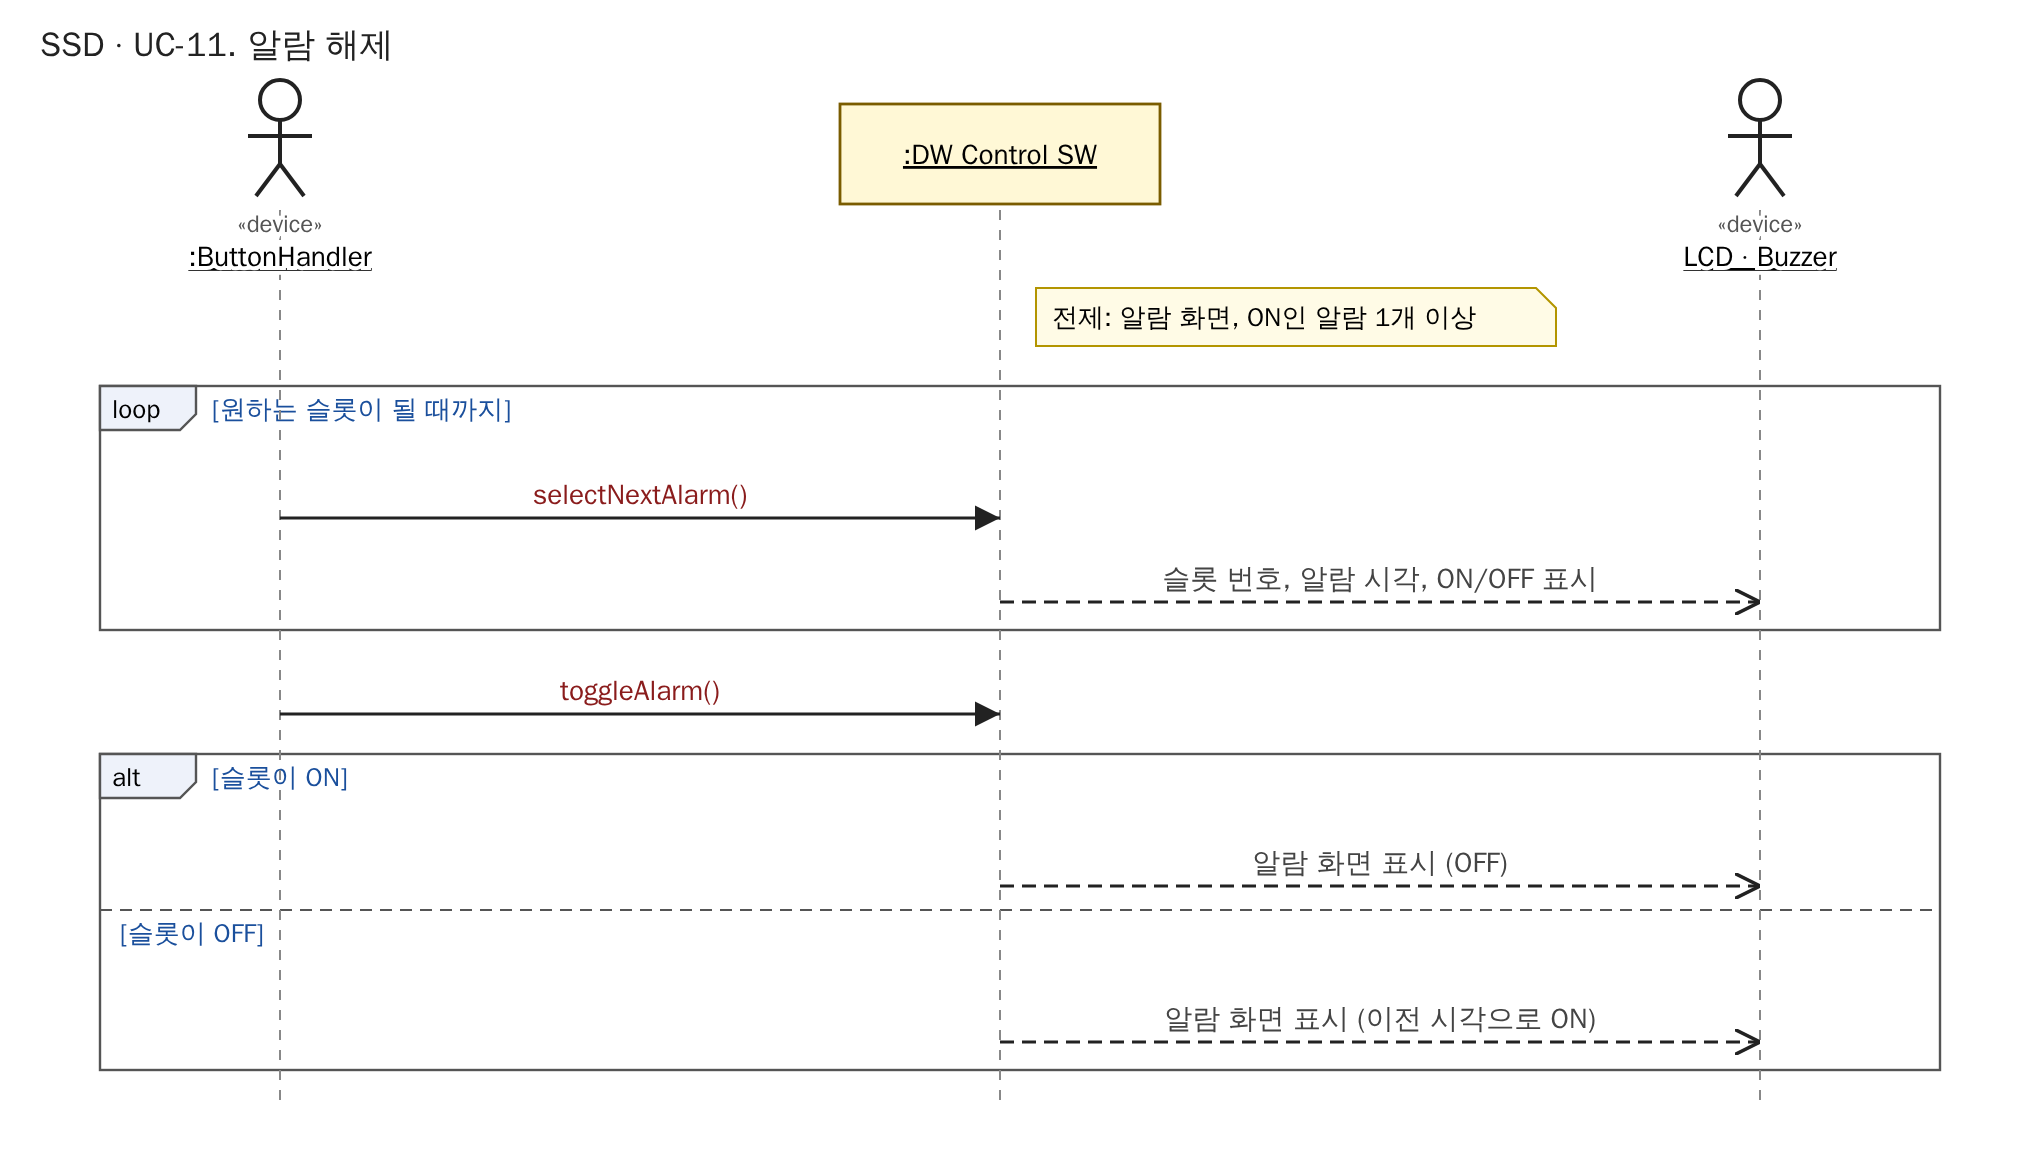 SSD · UC-11. 알람 해제
:DW Control SW
«device»
:ButtonHandler
«device»
LCD · Buzzer
전제: 알람 화면, ON인 알람 1개 이상
loop [원하는 슬롯이 될 때까지]
selectNextAlarm()
슬롯 번호, 알람 시각, ON/OFF 표시
toggleAlarm()
alt [슬롯이 ON]
알람 화면 표시 (OFF)
[슬롯이 OFF]
알람 화면 표시 (이전 시각으로 ON)